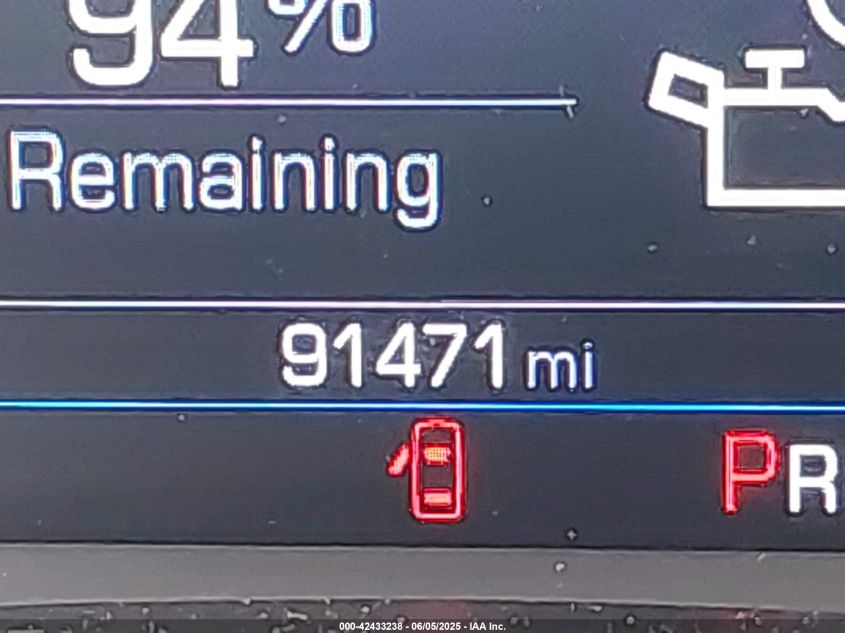 94%
Remaining
91471 mi
PR
000-42433238 - 06/05/2025 - IAA Inc.